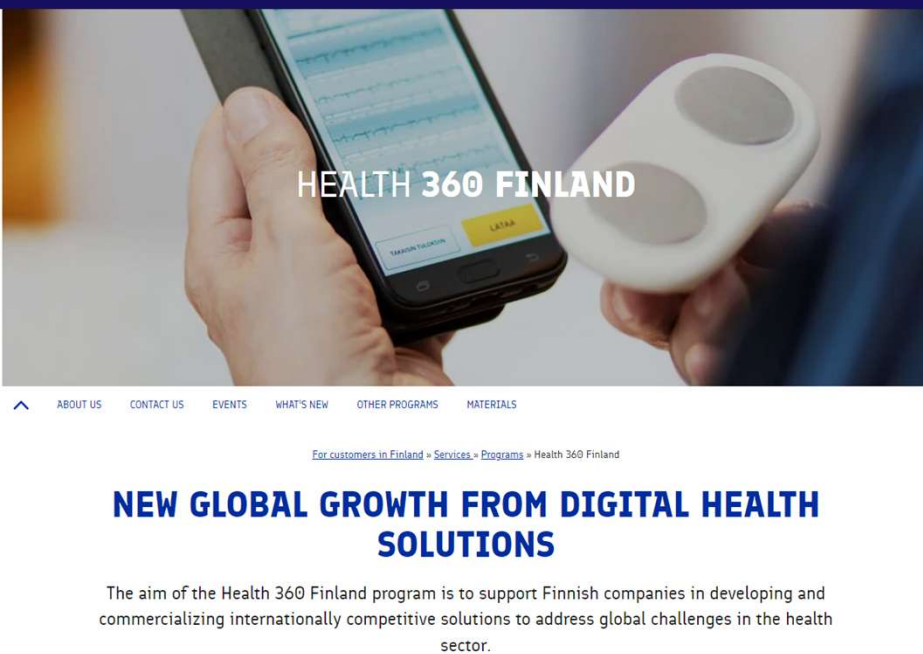 HEALTH 360 FINLAND
TAKAISIN TULOKSIIN
LATAA
ABOUT US CONTACT US EVENTS WHAT'S NEW OTHER PROGRAMS MATERIALS
For customers in Finland » Services » Programs » Health 360 Finland
NEW GLOBAL GROWTH FROM DIGITAL HEALTH
SOLUTIONS
The aim of the Health 360 Finland program is to support Finnish companies in developing and
commercializing internationally competitive solutions to address global challenges in the health
sector.